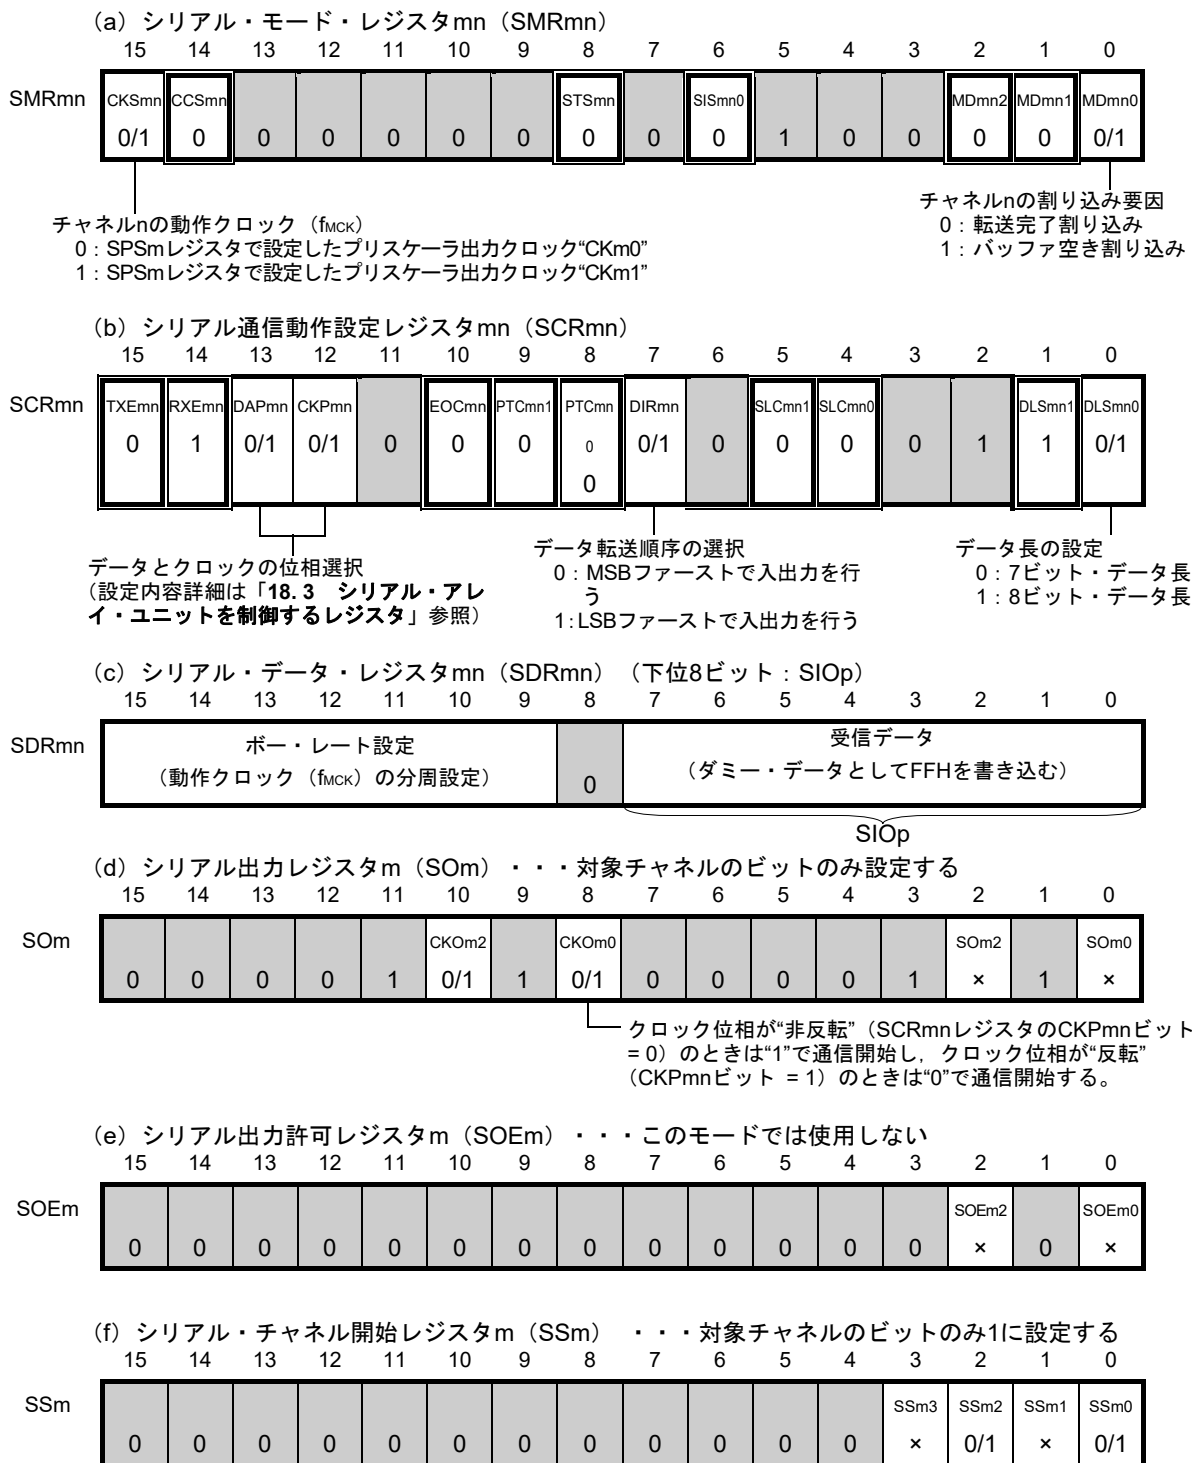 （a）シリアル・モード・レジスタmn（SMRmn）
15 14 13 12 11 10 9 8 7 6 5 4 3 2 1 0
SMRmn
CKSmn CCSmn STSmn SISmn0 MDmn2 MDmn1 MDmn0
0/1 0 0 0 0 0 0 0 0 0 1 0 0 0 0 0/1
チャネルnの動作クロック（fMCK）
0：SPSmレジスタで設定したプリスケーラ出力クロック“CKm0”
1：SPSmレジスタで設定したプリスケーラ出力クロック“CKm1”
チャネルnの割り込み要因
0：転送完了割り込み
1：バッファ空き割り込み
（b）シリアル通信動作設定レジスタmn（SCRmn）
15 14 13 12 11 10 9 8 7 6 5 4 3 2 1 0
SCRmn
TXEmn RXEmn DAPmn CKPmn EOCmn PTCmn1 PTCmn DIRmn SLCmn1 SLCmn0 DLSmn1 DLSmn0
0 1 0/1 0/1 0 0 0 0 0/1 0 0 0 0 1 1 0/1
0
データとクロックの位相選択
（設定内容詳細は「18. 3　シリアル・アレ
イ・ユニットを制御するレジスタ」参照）
データ転送順序の選択
0：MSBファーストで入出力を行
う
1：LSBファーストで入出力を行う
データ長の設定
0：7ビット・データ長
1：8ビット・データ長
（c）シリアル・データ・レジスタmn（SDRmn）（下位8ビット：SIOp）
15 14 13 12 11 10 9 8 7 6 5 4 3 2 1 0
SDRmn
ボー・レート設定
（動作クロック（fMCK）の分周設定）
0
受信データ
（ダミー・データとしてFFHを書き込む）
SIOp
（d）シリアル出力レジスタm（SOm）・・・対象チャネルのビットのみ設定する
15 14 13 12 11 10 9 8 7 6 5 4 3 2 1 0
SOm
CKOm2 CKOm0 SOm2 SOm0
0 0 0 0 1 0/1 1 0/1 0 0 0 0 1 × 1 ×
クロック位相が“非反転”（SCRmnレジスタのCKPmnビット
= 0）のときは“1”で通信開始し，クロック位相が“反転”
（CKPmnビット = 1）のときは“0”で通信開始する。
（e）シリアル出力許可レジスタm（SOEm）・・・このモードでは使用しない
15 14 13 12 11 10 9 8 7 6 5 4 3 2 1 0
SOEm
SOEm2 SOEm0
0 0 0 0 0 0 0 0 0 0 0 0 0 × 0 ×
（f）シリアル・チャネル開始レジスタm（SSm）　・・・対象チャネルのビットのみ1に設定する
15 14 13 12 11 10 9 8 7 6 5 4 3 2 1 0
SSm
SSm3 SSm2 SSm1 SSm0
0 0 0 0 0 0 0 0 0 0 0 0 × 0/1 × 0/1